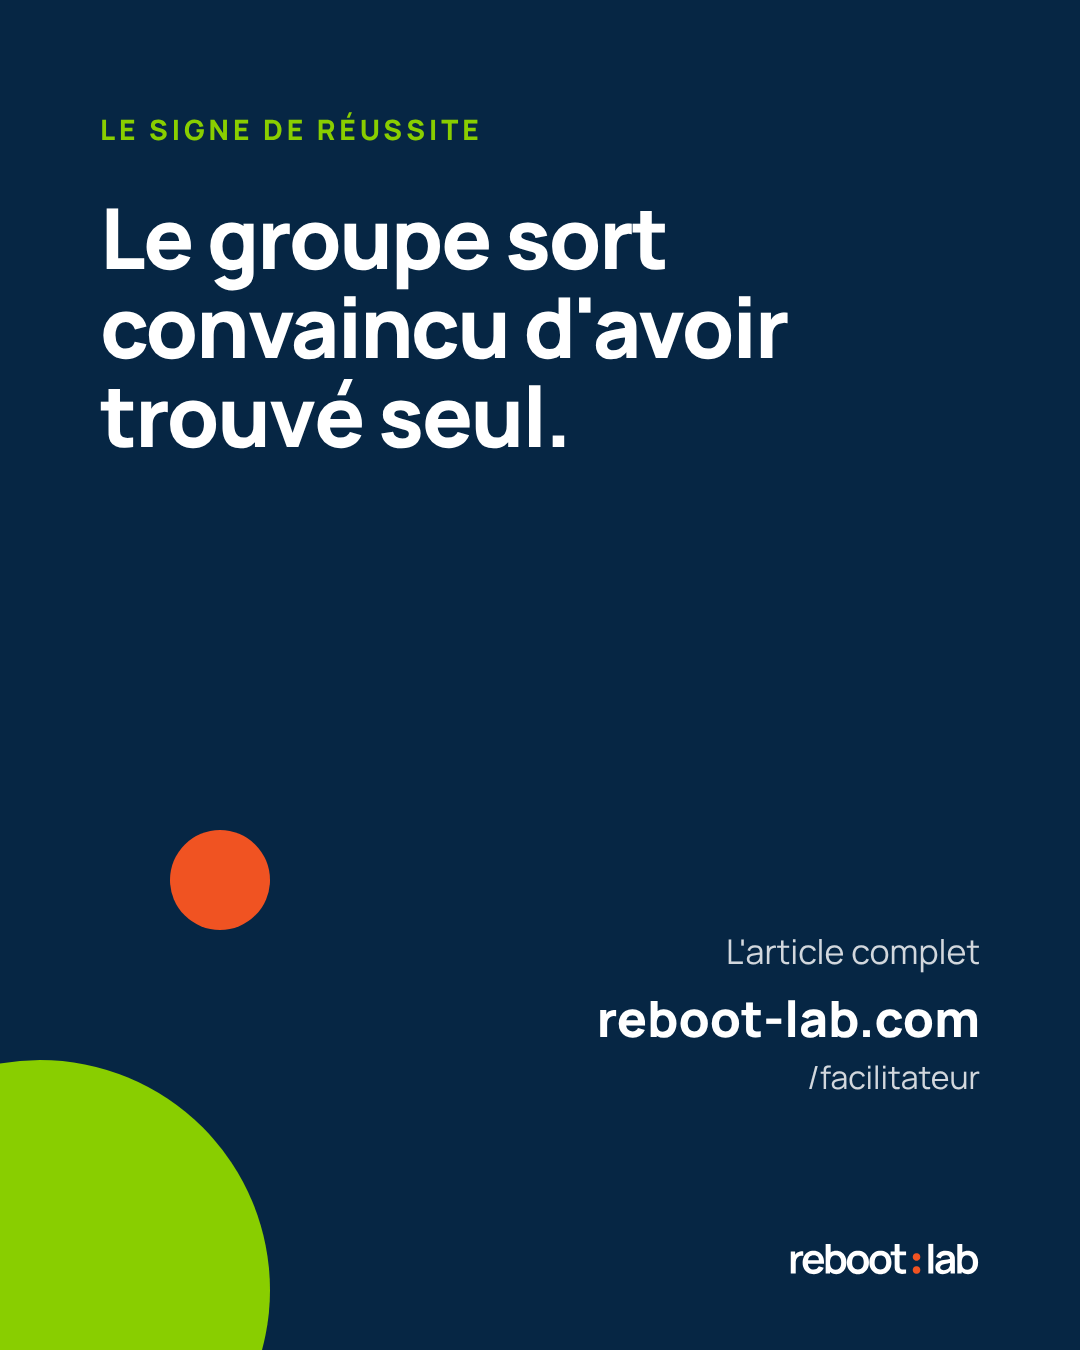 LE SIGNE DE RÉUSSITE
Le groupe sort
convaincu d'avoir
trouvé seul.
L'article complet
reboot-lab.com
/facilitateur
reboot:lab